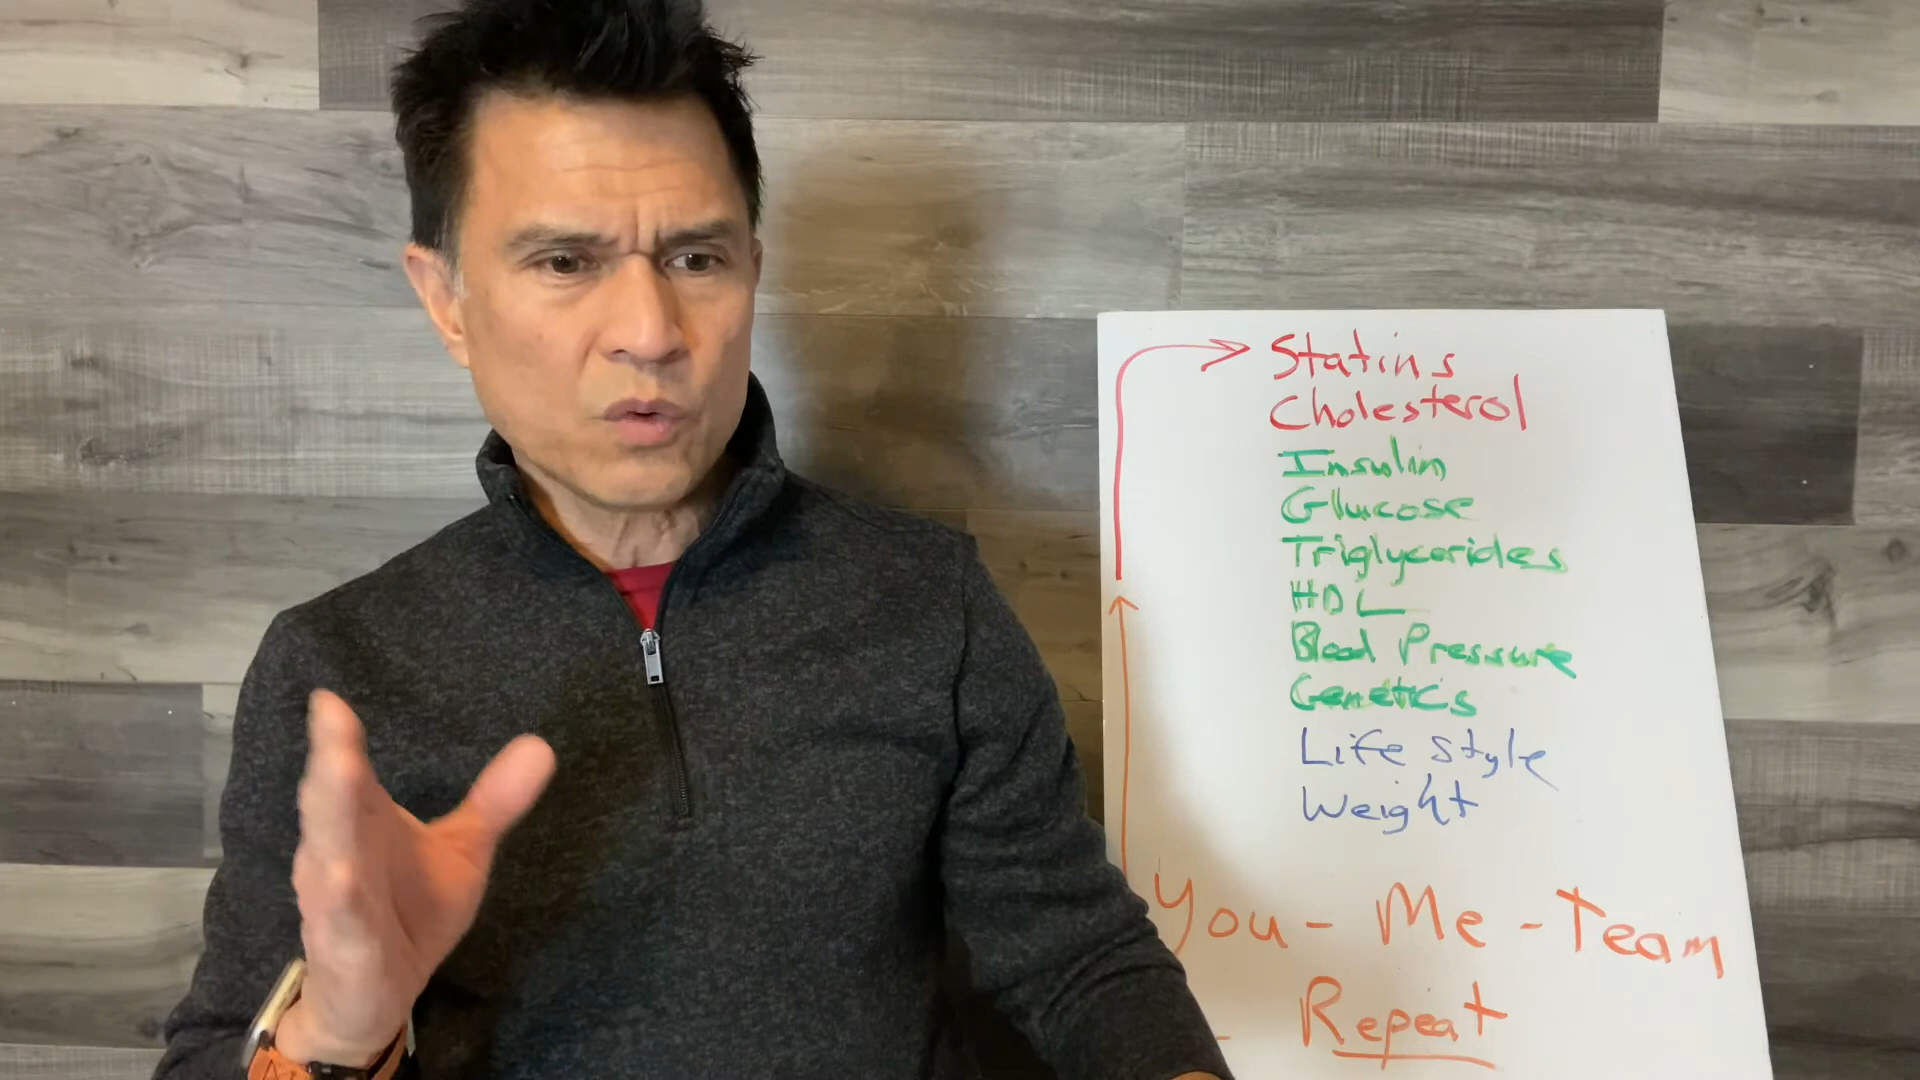 Statins
Cholesterol
Insulin
Glucose
Triglycerides
HDL
Blood Pressure
Genetics
Life Style
Weight
You - Me - Team
- Repeat